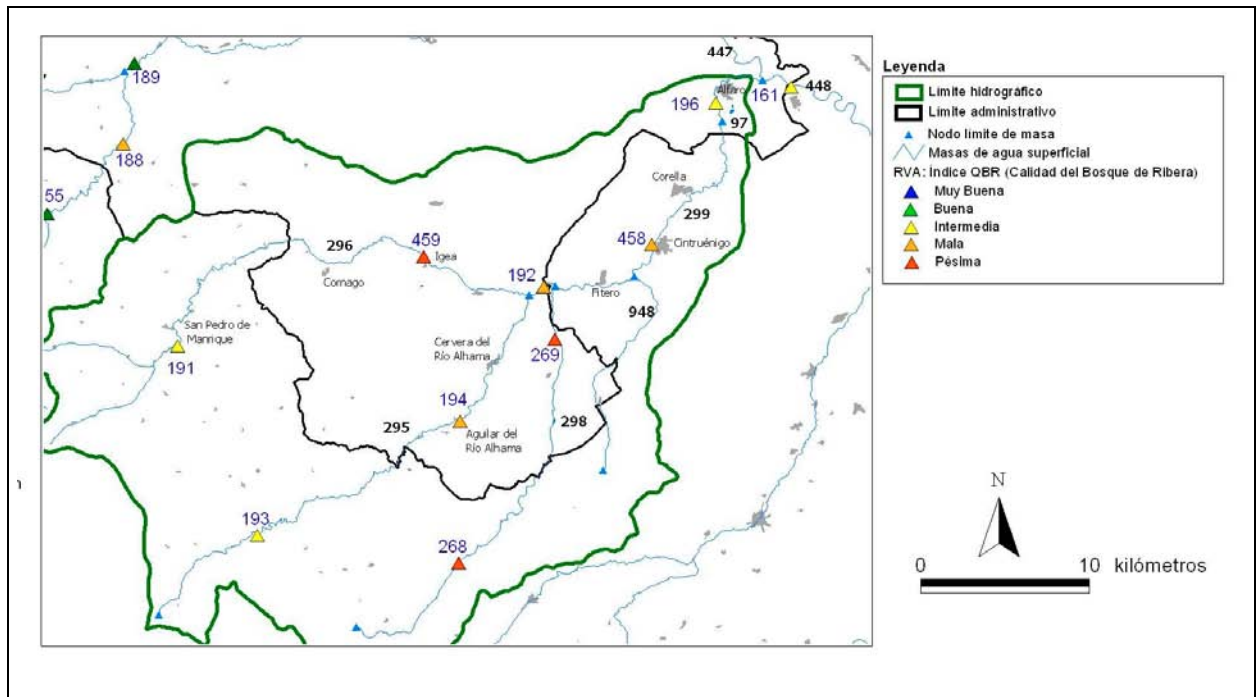 447
189
161
448
Alfaro
196
97
188
Corella
55
299
459
458
Cintruénigo
296
Igea
Cornago
192
Fitero
948
San Pedro de
Manrique
191
Cervera del
Río Alhama
269
194
295
298
Aguilar del
Río Alhama
193
268
n
Leyenda
Límite hidrográfico
Límite administrativo
Nodo límite de masa
Masas de agua superficial
RVA: Índice QBR (Calidad del Bosque de Ribera)
Muy Buena
Buena
Intermedia
Mala
Pésima
N
0 10 kilómetros